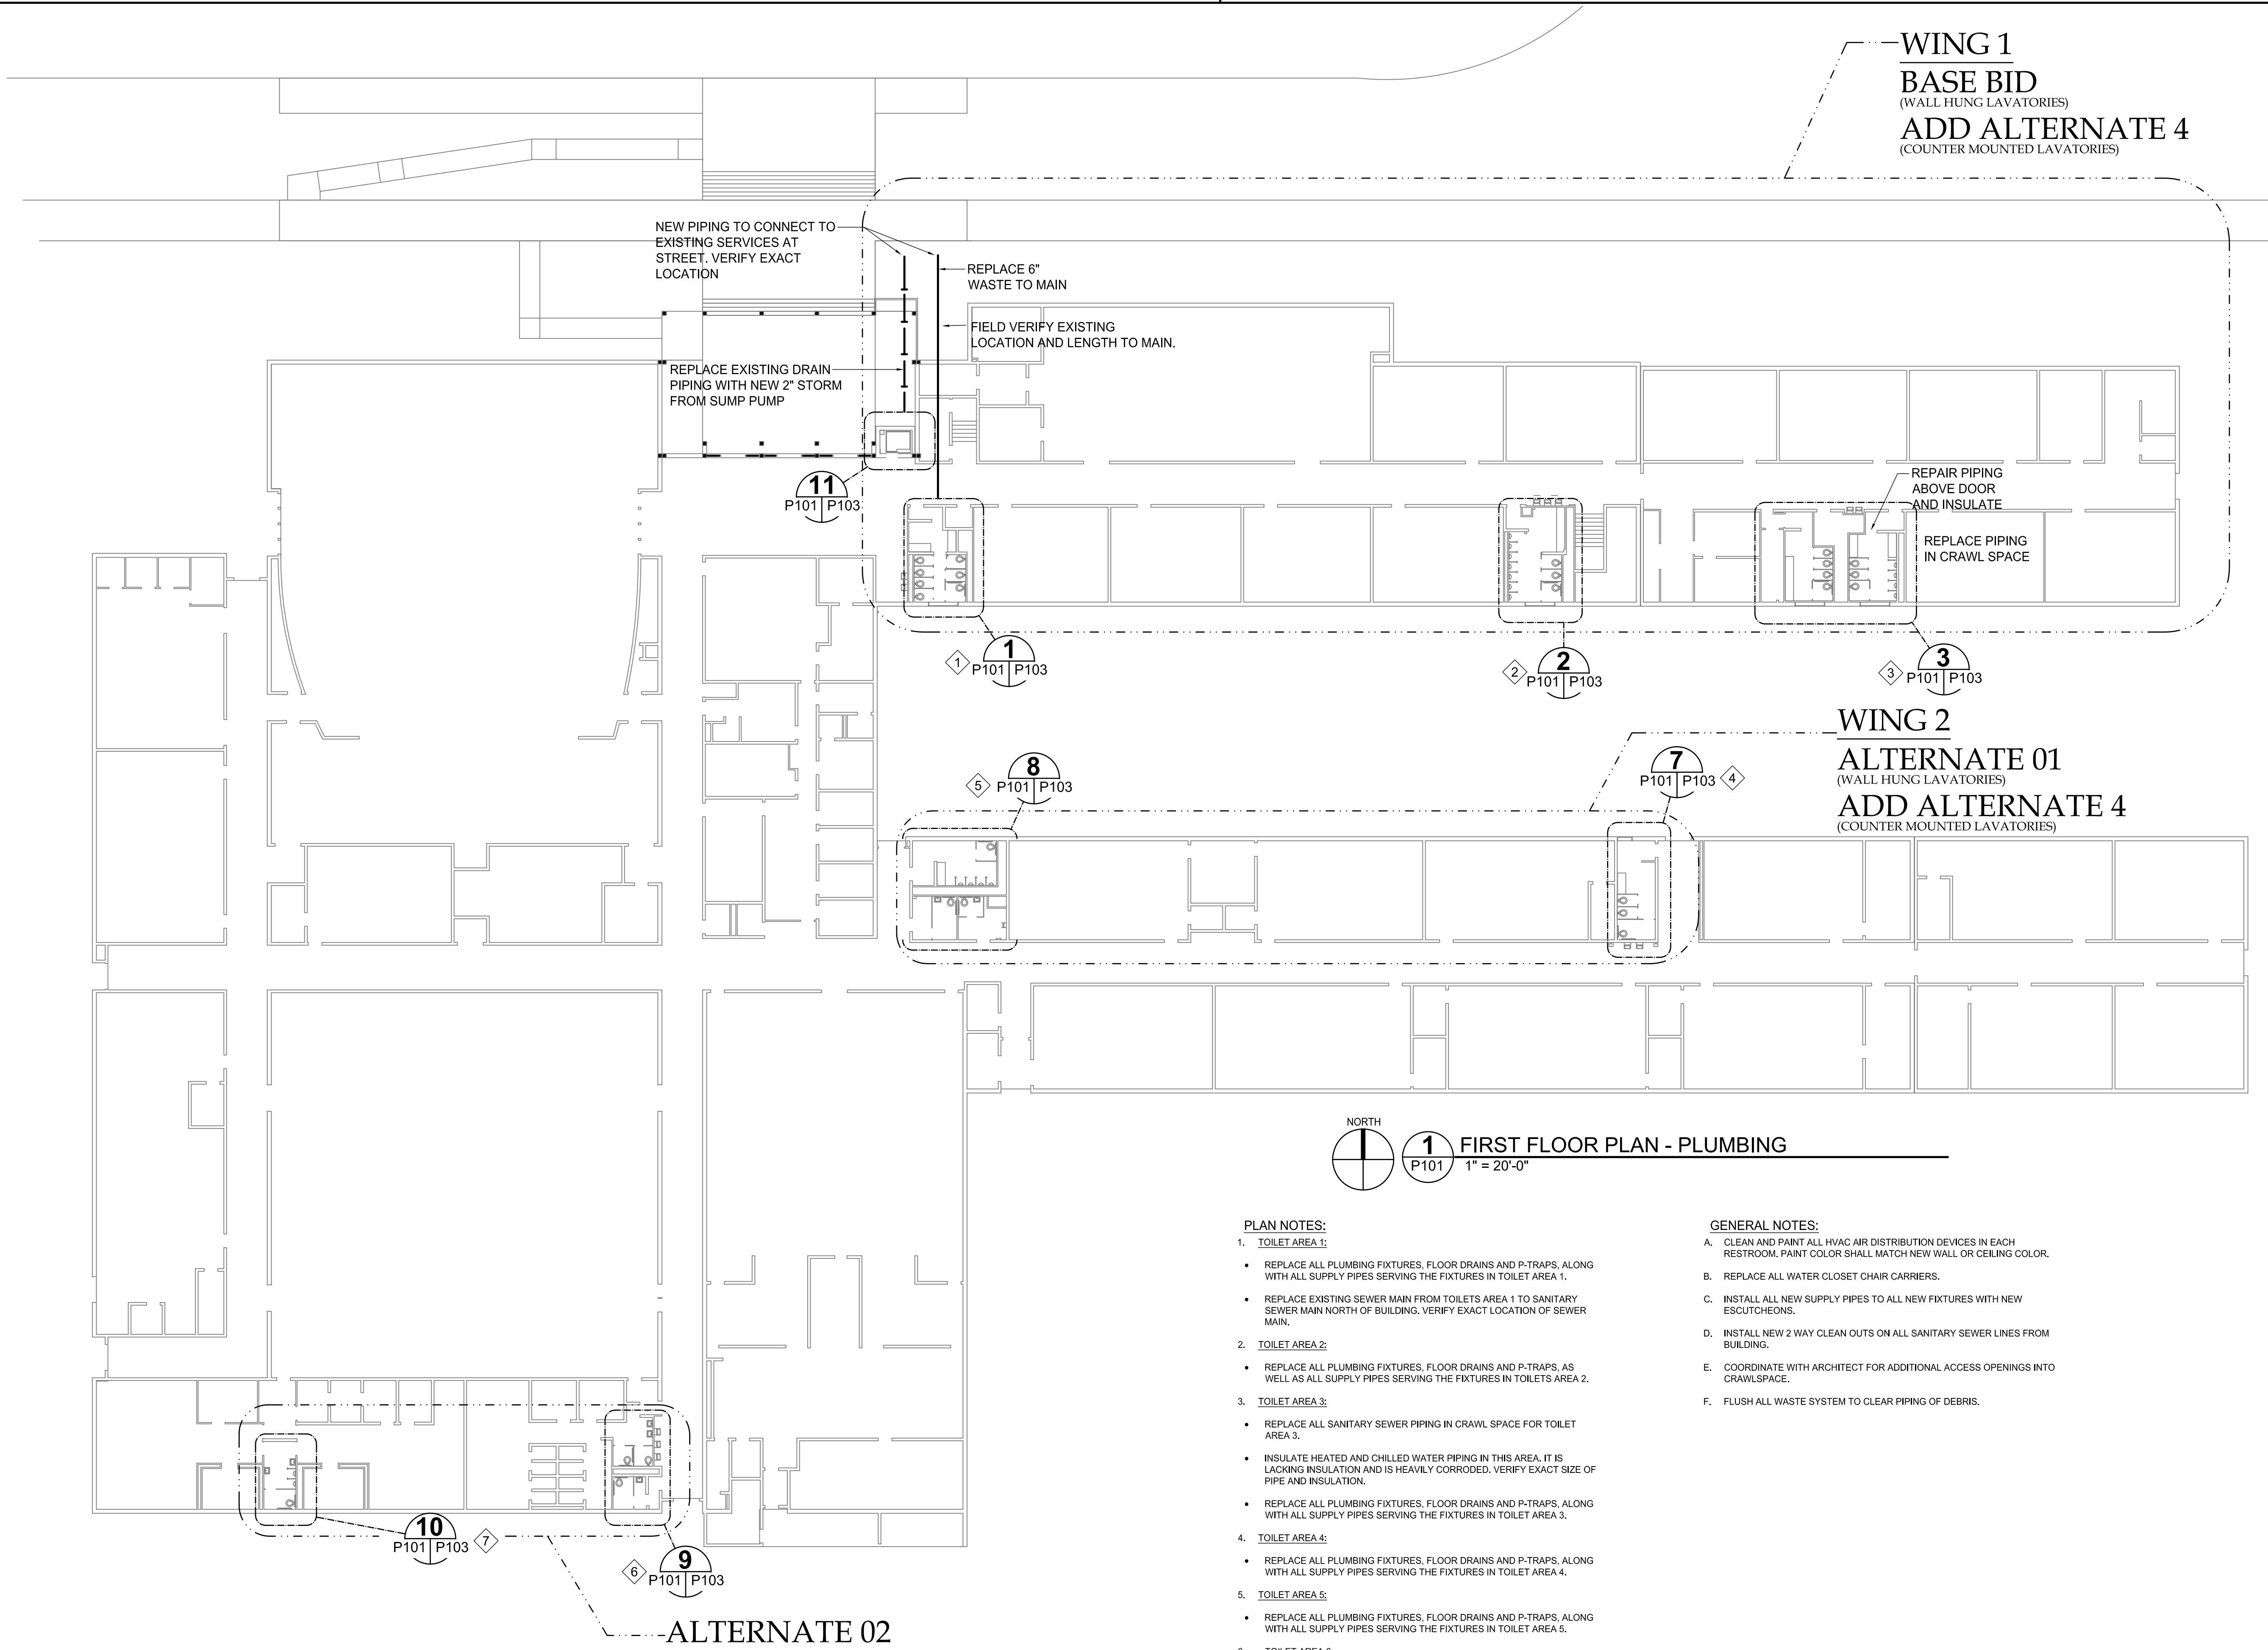 WING 1
BASE BID
(WALL HUNG LAVATORIES)
ADD ALTERNATE 4
(COUNTER MOUNTED LAVATORIES)
NEW PIPING TO CONNECT TO
EXISTING SERVICES AT
STREET. VERIFY EXACT
LOCATION
REPLACE 6"
WASTE TO MAIN
FIELD VERIFY EXISTING
LOCATION AND LENGTH TO MAIN.
REPLACE EXISTING DRAIN
PIPING WITH NEW 2" STORM
FROM SUMP PUMP
11
P101 P103
REPAIR PIPING
ABOVE DOOR
AND INSULATE
REPLACE PIPING
IN CRAWL SPACE
1
1
P101 P103
2
2
P101 P103
3
3
P101 P103
WING 2
ALTERNATE 01
(WALL HUNG LAVATORIES)
ADD ALTERNATE 4
(COUNTER MOUNTED LAVATORIES)
8
5
P101 P103
7
P101 P103
4
NORTH
1
P101
FIRST FLOOR PLAN - PLUMBING
1" = 20'-0"
PLAN NOTES:
1. TOILET AREA 1:
• REPLACE ALL PLUMBING FIXTURES, FLOOR DRAINS AND P-TRAPS, ALONG
WITH ALL SUPPLY PIPES SERVING THE FIXTURES IN TOILET AREA 1.
• REPLACE EXISTING SEWER MAIN FROM TOILETS AREA 1 TO SANITARY
SEWER MAIN NORTH OF BUILDING. VERIFY EXACT LOCATION OF SEWER
MAIN.
2. TOILET AREA 2:
• REPLACE ALL PLUMBING FIXTURES, FLOOR DRAINS AND P-TRAPS, AS
WELL AS ALL SUPPLY PIPES SERVING THE FIXTURES IN TOILETS AREA 2.
3. TOILET AREA 3:
• REPLACE ALL SANITARY SEWER PIPING IN CRAWL SPACE FOR TOILET
AREA 3.
• INSULATE HEATED AND CHILLED WATER PIPING IN THIS AREA. IT IS
LACKING INSULATION AND IS HEAVILY CORRODED. VERIFY EXACT SIZE OF
PIPE AND INSULATION.
• REPLACE ALL PLUMBING FIXTURES, FLOOR DRAINS AND P-TRAPS, ALONG
WITH ALL SUPPLY PIPES SERVING THE FIXTURES IN TOILET AREA 3.
4. TOILET AREA 4:
• REPLACE ALL PLUMBING FIXTURES, FLOOR DRAINS AND P-TRAPS, ALONG
WITH ALL SUPPLY PIPES SERVING THE FIXTURES IN TOILET AREA 4.
5. TOILET AREA 5:
• REPLACE ALL PLUMBING FIXTURES, FLOOR DRAINS AND P-TRAPS, ALONG
WITH ALL SUPPLY PIPES SERVING THE FIXTURES IN TOILET AREA 5.
GENERAL NOTES:
A. CLEAN AND PAINT ALL HVAC AIR DISTRIBUTION DEVICES IN EACH
RESTROOM. PAINT COLOR SHALL MATCH NEW WALL OR CEILING COLOR.
B. REPLACE ALL WATER CLOSET CHAIR CARRIERS.
C. INSTALL ALL NEW SUPPLY PIPES TO ALL NEW FIXTURES WITH NEW
ESCUTCHEONS.
D. INSTALL NEW 2 WAY CLEAN OUTS ON ALL SANITARY SEWER LINES FROM
BUILDING.
E. COORDINATE WITH ARCHITECT FOR ADDITIONAL ACCESS OPENINGS INTO
CRAWLSPACE.
F. FLUSH ALL WASTE SYSTEM TO CLEAR PIPING OF DEBRIS.
10
P101 P103
7
9
6
P101 P103
ALTERNATE 02